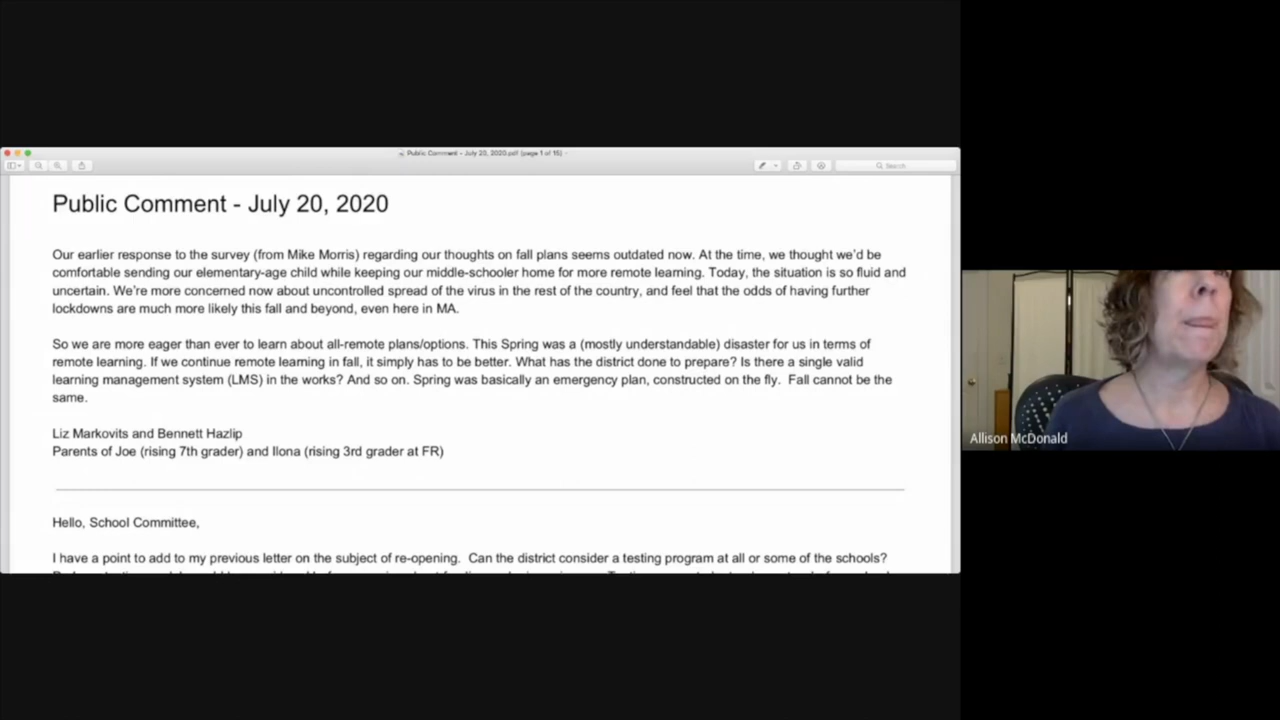 Public Comment - July 20, 2020.pdf (page 1 of 15)
Search
Public Comment - July 20, 2020
Our earlier response to the survey (from Mike Morris) regarding our thoughts on fall plans seems outdated now. At the time, we thought we'd be
comfortable sending our elementary-age child while keeping our middle-schooler home for more remote learning. Today, the situation is so fluid and
uncertain. We're more concerned now about uncontrolled spread of the virus in the rest of the country, and feel that the odds of having further
lockdowns are much more likely this fall and beyond, even here in MA.
So we are more eager than ever to learn about all-remote plans/options. This Spring was a (mostly understandable) disaster for us in terms of
remote learning. If we continue remote learning in fall, it simply has to be better. What has the district done to prepare? Is there a single valid
learning management system (LMS) in the works? And so on. Spring was basically an emergency plan, constructed on the fly. Fall cannot be the
same.
Liz Markovits and Bennett Hazlip
Parents of Joe (rising 7th grader) and Ilona (rising 3rd grader at FR)
Hello, School Committee,
I have a point to add to my previous letter on the subject of re-opening. Can the district consider a testing program at all or some of the schools?
Allison McDonald